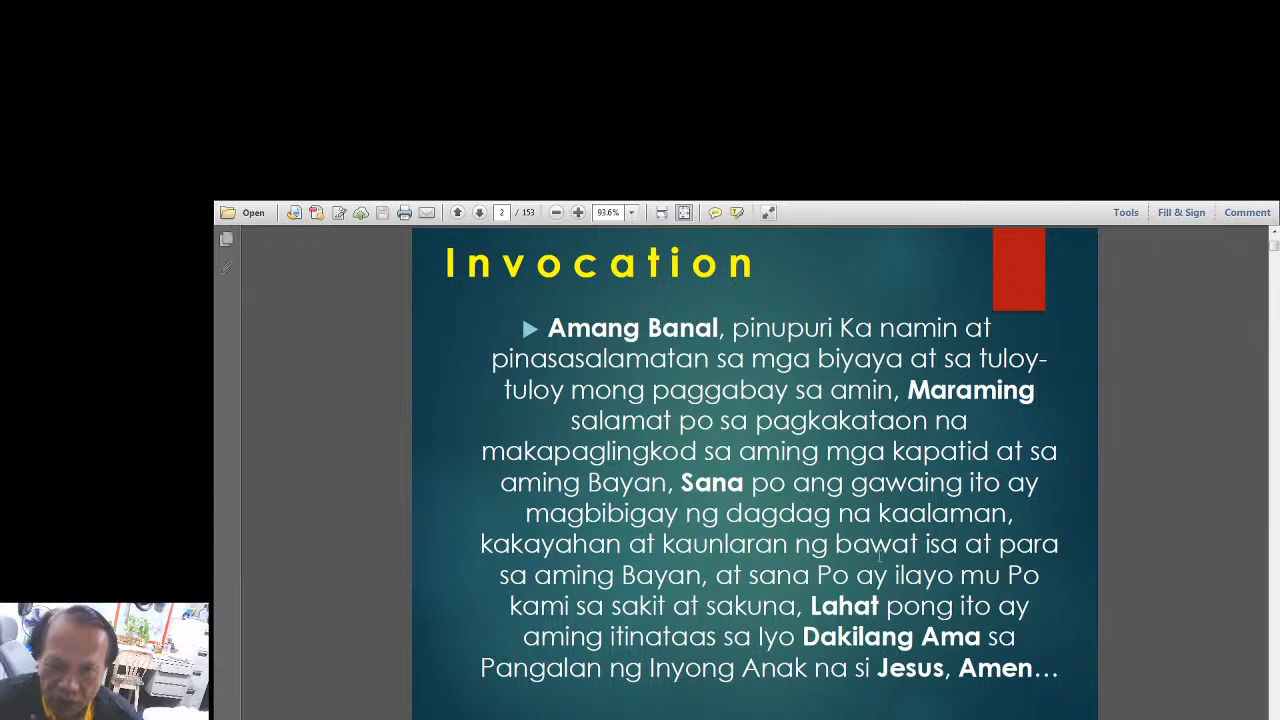 Open
2 / 153
93.6%
Tools
Fill & Sign
Comment
Invocation
Amang Banal, pinupuri Ka namin at
pinasasalamatan sa mga biyaya at sa tuloy-
tuloy mong paggabay sa amin, Maraming
salamat po sa pagkakataon na
makapaglingkod sa aming mga kapatid at sa
aming Bayan, Sana po ang gawaing ito ay
magbibigay ng dagdag na kaalaman,
kakayahan at kaunlaran ng bawat isa at para
sa aming Bayan, at sana Po ay ilayo mu Po
kami sa sakit at sakuna, Lahat pong ito ay
aming itinataas sa Iyo Dakilang Ama sa
Pangalan ng Inyong Anak na si Jesus, Amen...